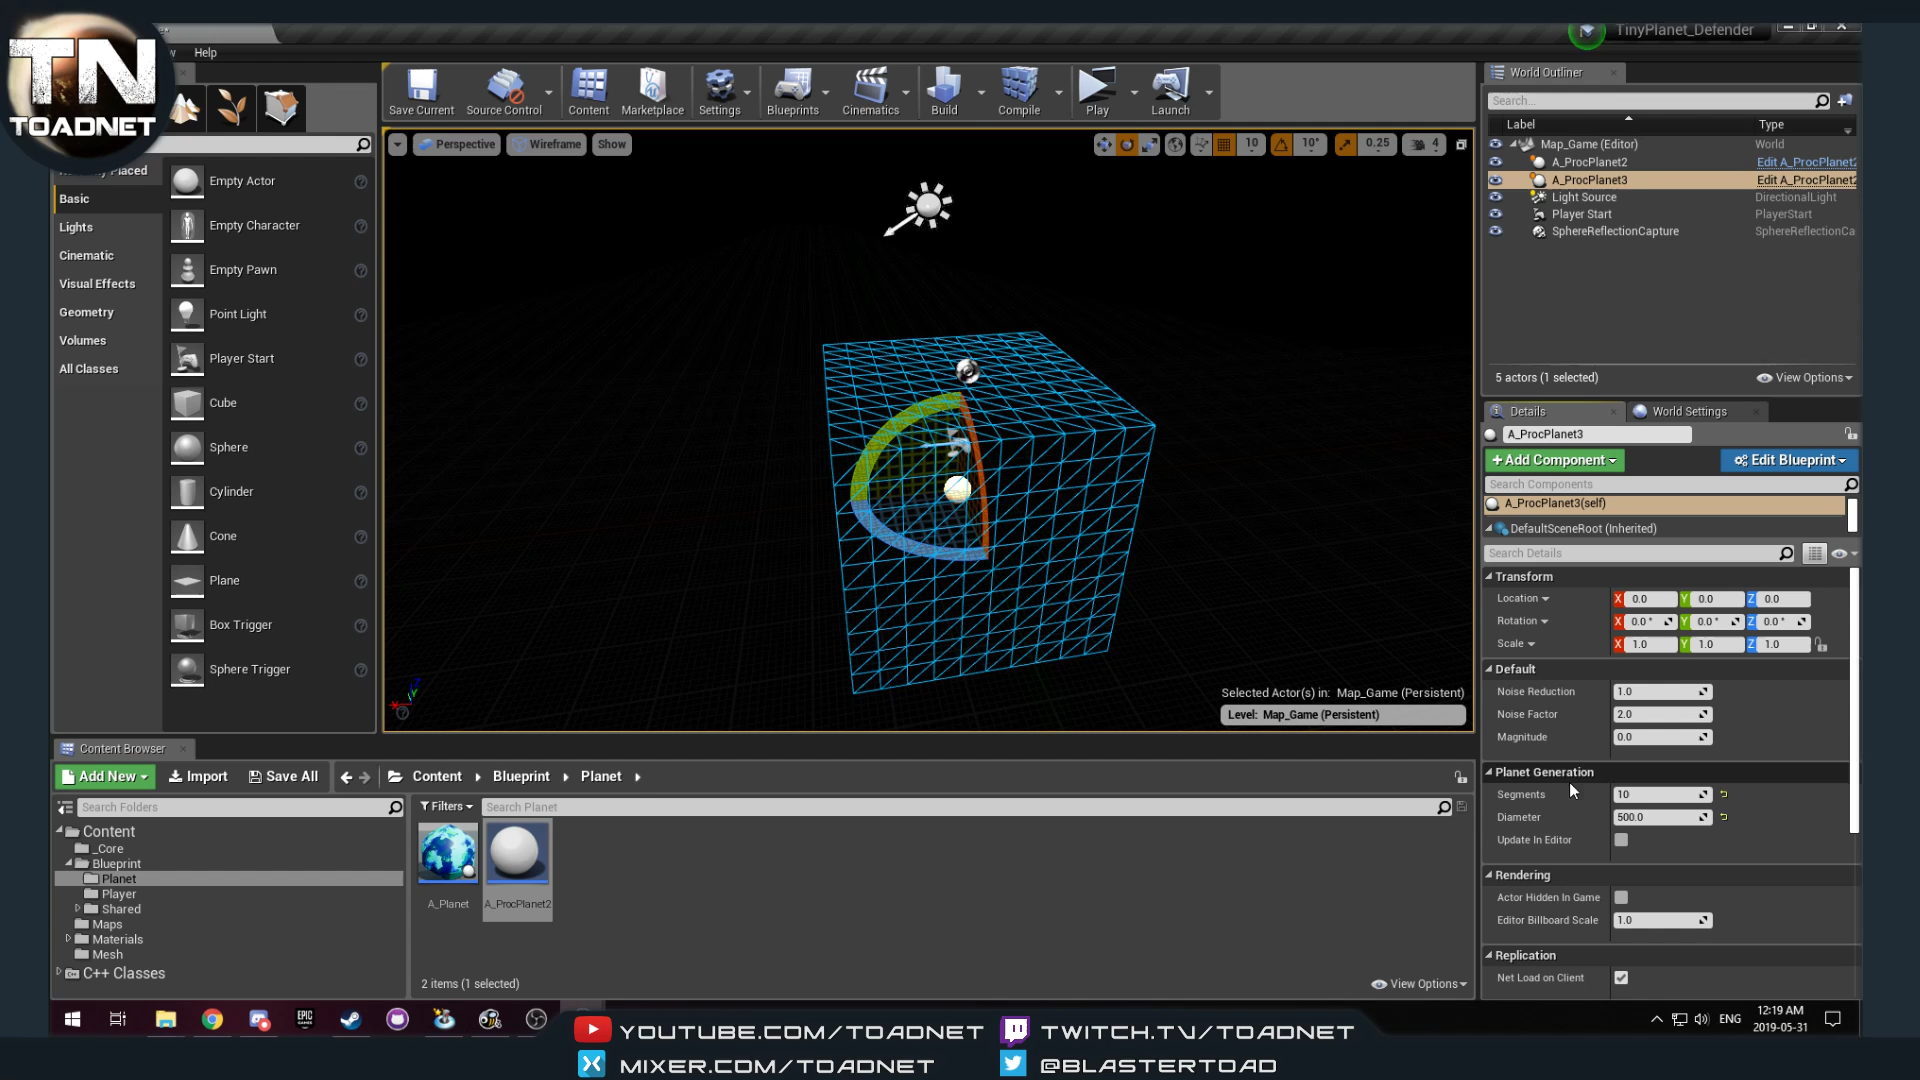 TN
TOADNET
Help
TinyPlanet_Defender
Save Current
Source Control
Content
Marketplace
Settings
Blueprints
Cinematics
Build
Compile
Play
Launch
Placed
Basic
Lights
Cinematic
Visual Effects
Geometry
Volumes
All Classes
Empty Actor
Empty Character
Empty Pawn
Point Light
Player Start
Cube
Sphere
Cylinder
Cone
Plane
Box Trigger
Sphere Trigger
Perspective
Wireframe
Show
10
10°
0.25
4
Selected Actor(s) in: Map_Game (Persistent)
Level: Map_Game (Persistent)
World Outliner
Search...
Label Type
Map_Game (Editor) World
A_ProcPlanet2 Edit A_ProcPlanet2
A_ProcPlanet3 Edit A_ProcPlanet2
Light Source DirectionalLight
Player Start PlayerStart
SphereReflectionCapture SphereReflectionCa
5 actors (1 selected) View Options
Details World Settings
A_ProcPlanet3
+Add Component Edit Blueprint
Search Components
A_ProcPlanet3(self)
DefaultSceneRoot (Inherited)
Search Details
Transform
Location X 0.0 Y 0.0 Z 0.0
Rotation X 0.0 ° Y 0.0 ° Z 0.0 °
Scale X 1.0 Y 1.0 Z 1.0
Default
Noise Reduction 1.0
Noise Factor 2.0
Magnitude 0.0
Planet Generation
Segments 10
Diameter 500.0
Update In Editor
Rendering
Actor Hidden In Game
Editor Billboard Scale 1.0
Replication
Net Load on Client
Content Browser
Add New Import Save All Content Blueprint Planet
Search Folders
Filters Search Planet
Content
_Core
Blueprint
Planet
Player
Shared
Maps
Materials
Mesh
C++ Classes
A_Planet
A_ProcPlanet2
2 items (1 selected) View Options
EPIC GAMES
ENG
12:19 AM
2019-05-31
YOUTUBE.COM/TOADNET
TWITCH.TV/TOADNET
MIXER.COM/TOADNET
@BLASTERTOAD